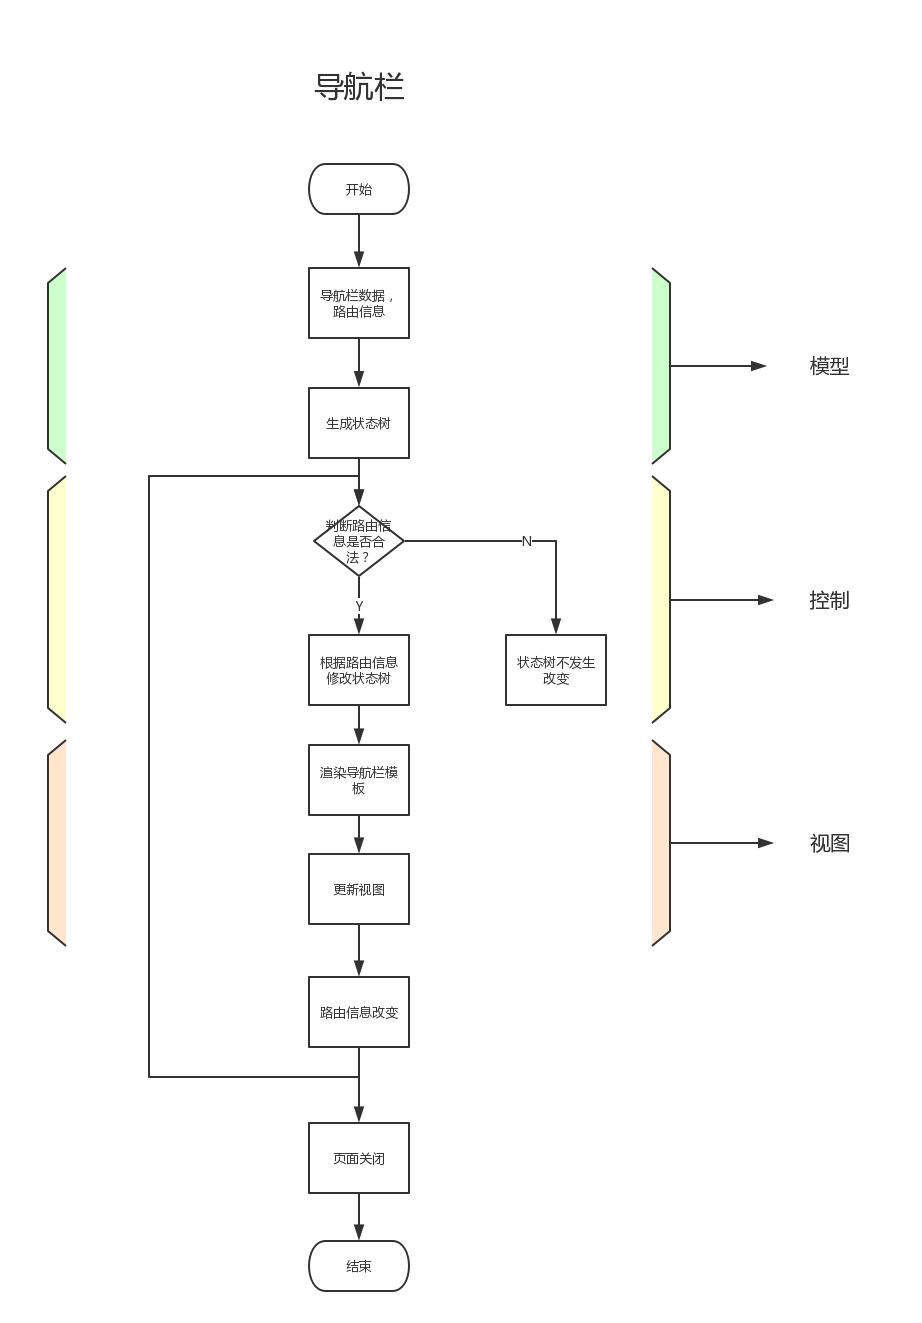 导航栏
开始
导航栏数据，
路由信息
模型
生成状态树
判断路由信
息是否合
法？
N
Y
控制
根据路由信息
修改状态树
状态树不发生
改变
渲染导航栏模
板
视图
更新视图
路由信息改变
页面关闭
结束